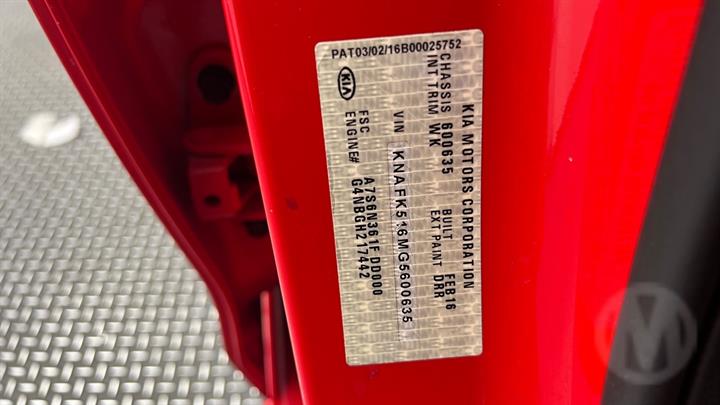 PAT03/02/16B00025752
KIA MOTORS CORPORATION
CHASSIS 600635 BUILT FEB16
INT TRIM WK EXT PAINT DRR
VIN KNAFK516MG5600635
FSC A7S6N361F DD000
ENGINE# G4NBGH217442
KIA
M